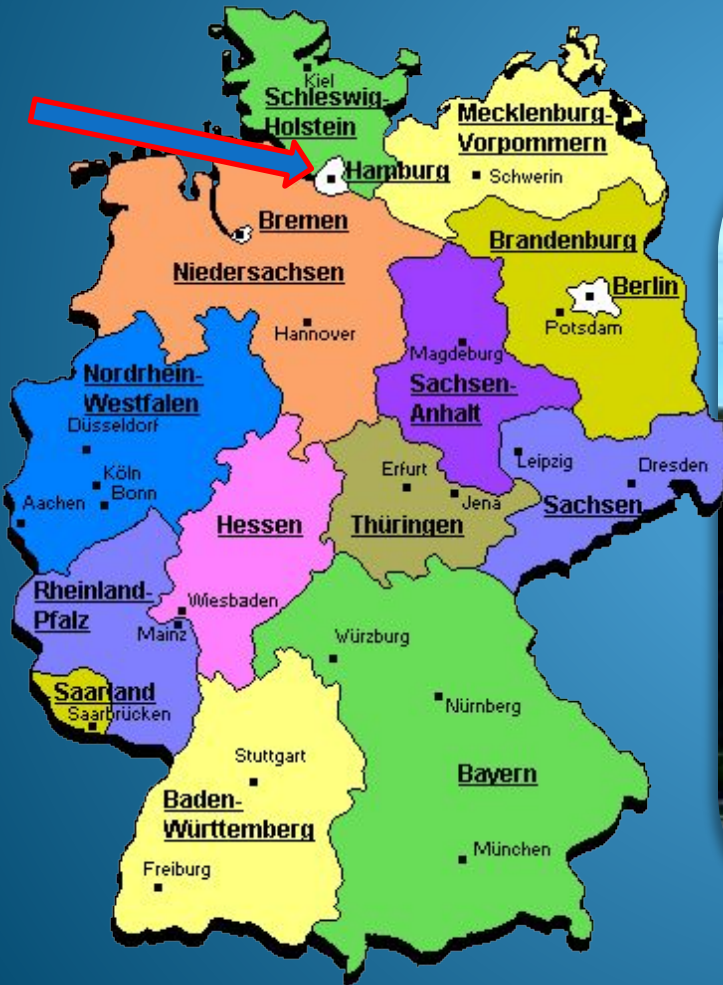 Kiel
Schleswig-
Holstein
Mecklenburg-
Vorpommern
Hamburg
Schwerin
Bremen
Brandenburg
Niedersachsen
Berlin
Hannover
Potsdam
Magdeburg
Nordrhein-
Westfalen
Sachsen-
Anhalt
Düsseldorf
Leipzig
Dresden
Erfurt
Köln
Bonn
Aachen
Jena
Sachsen
Hessen
Thüringen
Rheinland-
Pfalz
Wiesbaden
Mainz
Würzburg
Saarland
Saarbrücken
Nürnberg
Stuttgart
Bayern
Baden-
Württemberg
München
Freiburg